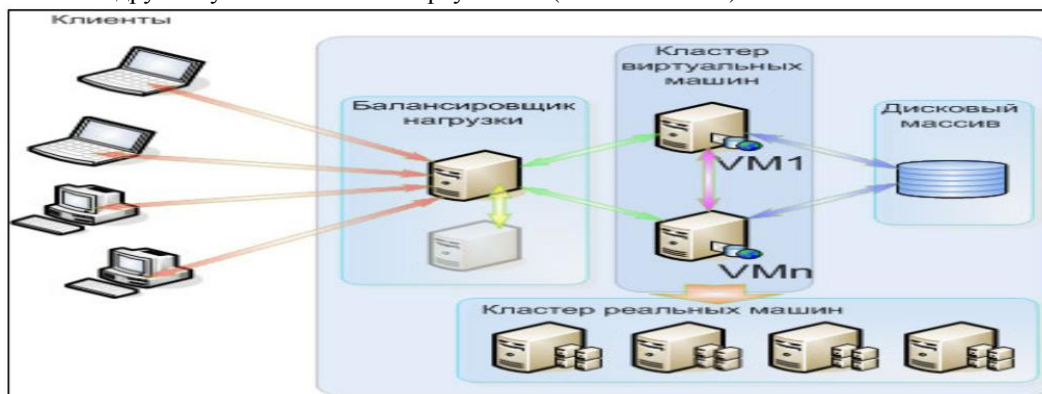 Клиенты
Кластер
виртуальных
машин
Балансировщик
нагрузки
Дисковый
массив
VM1
VMn
Кластер реальных машин